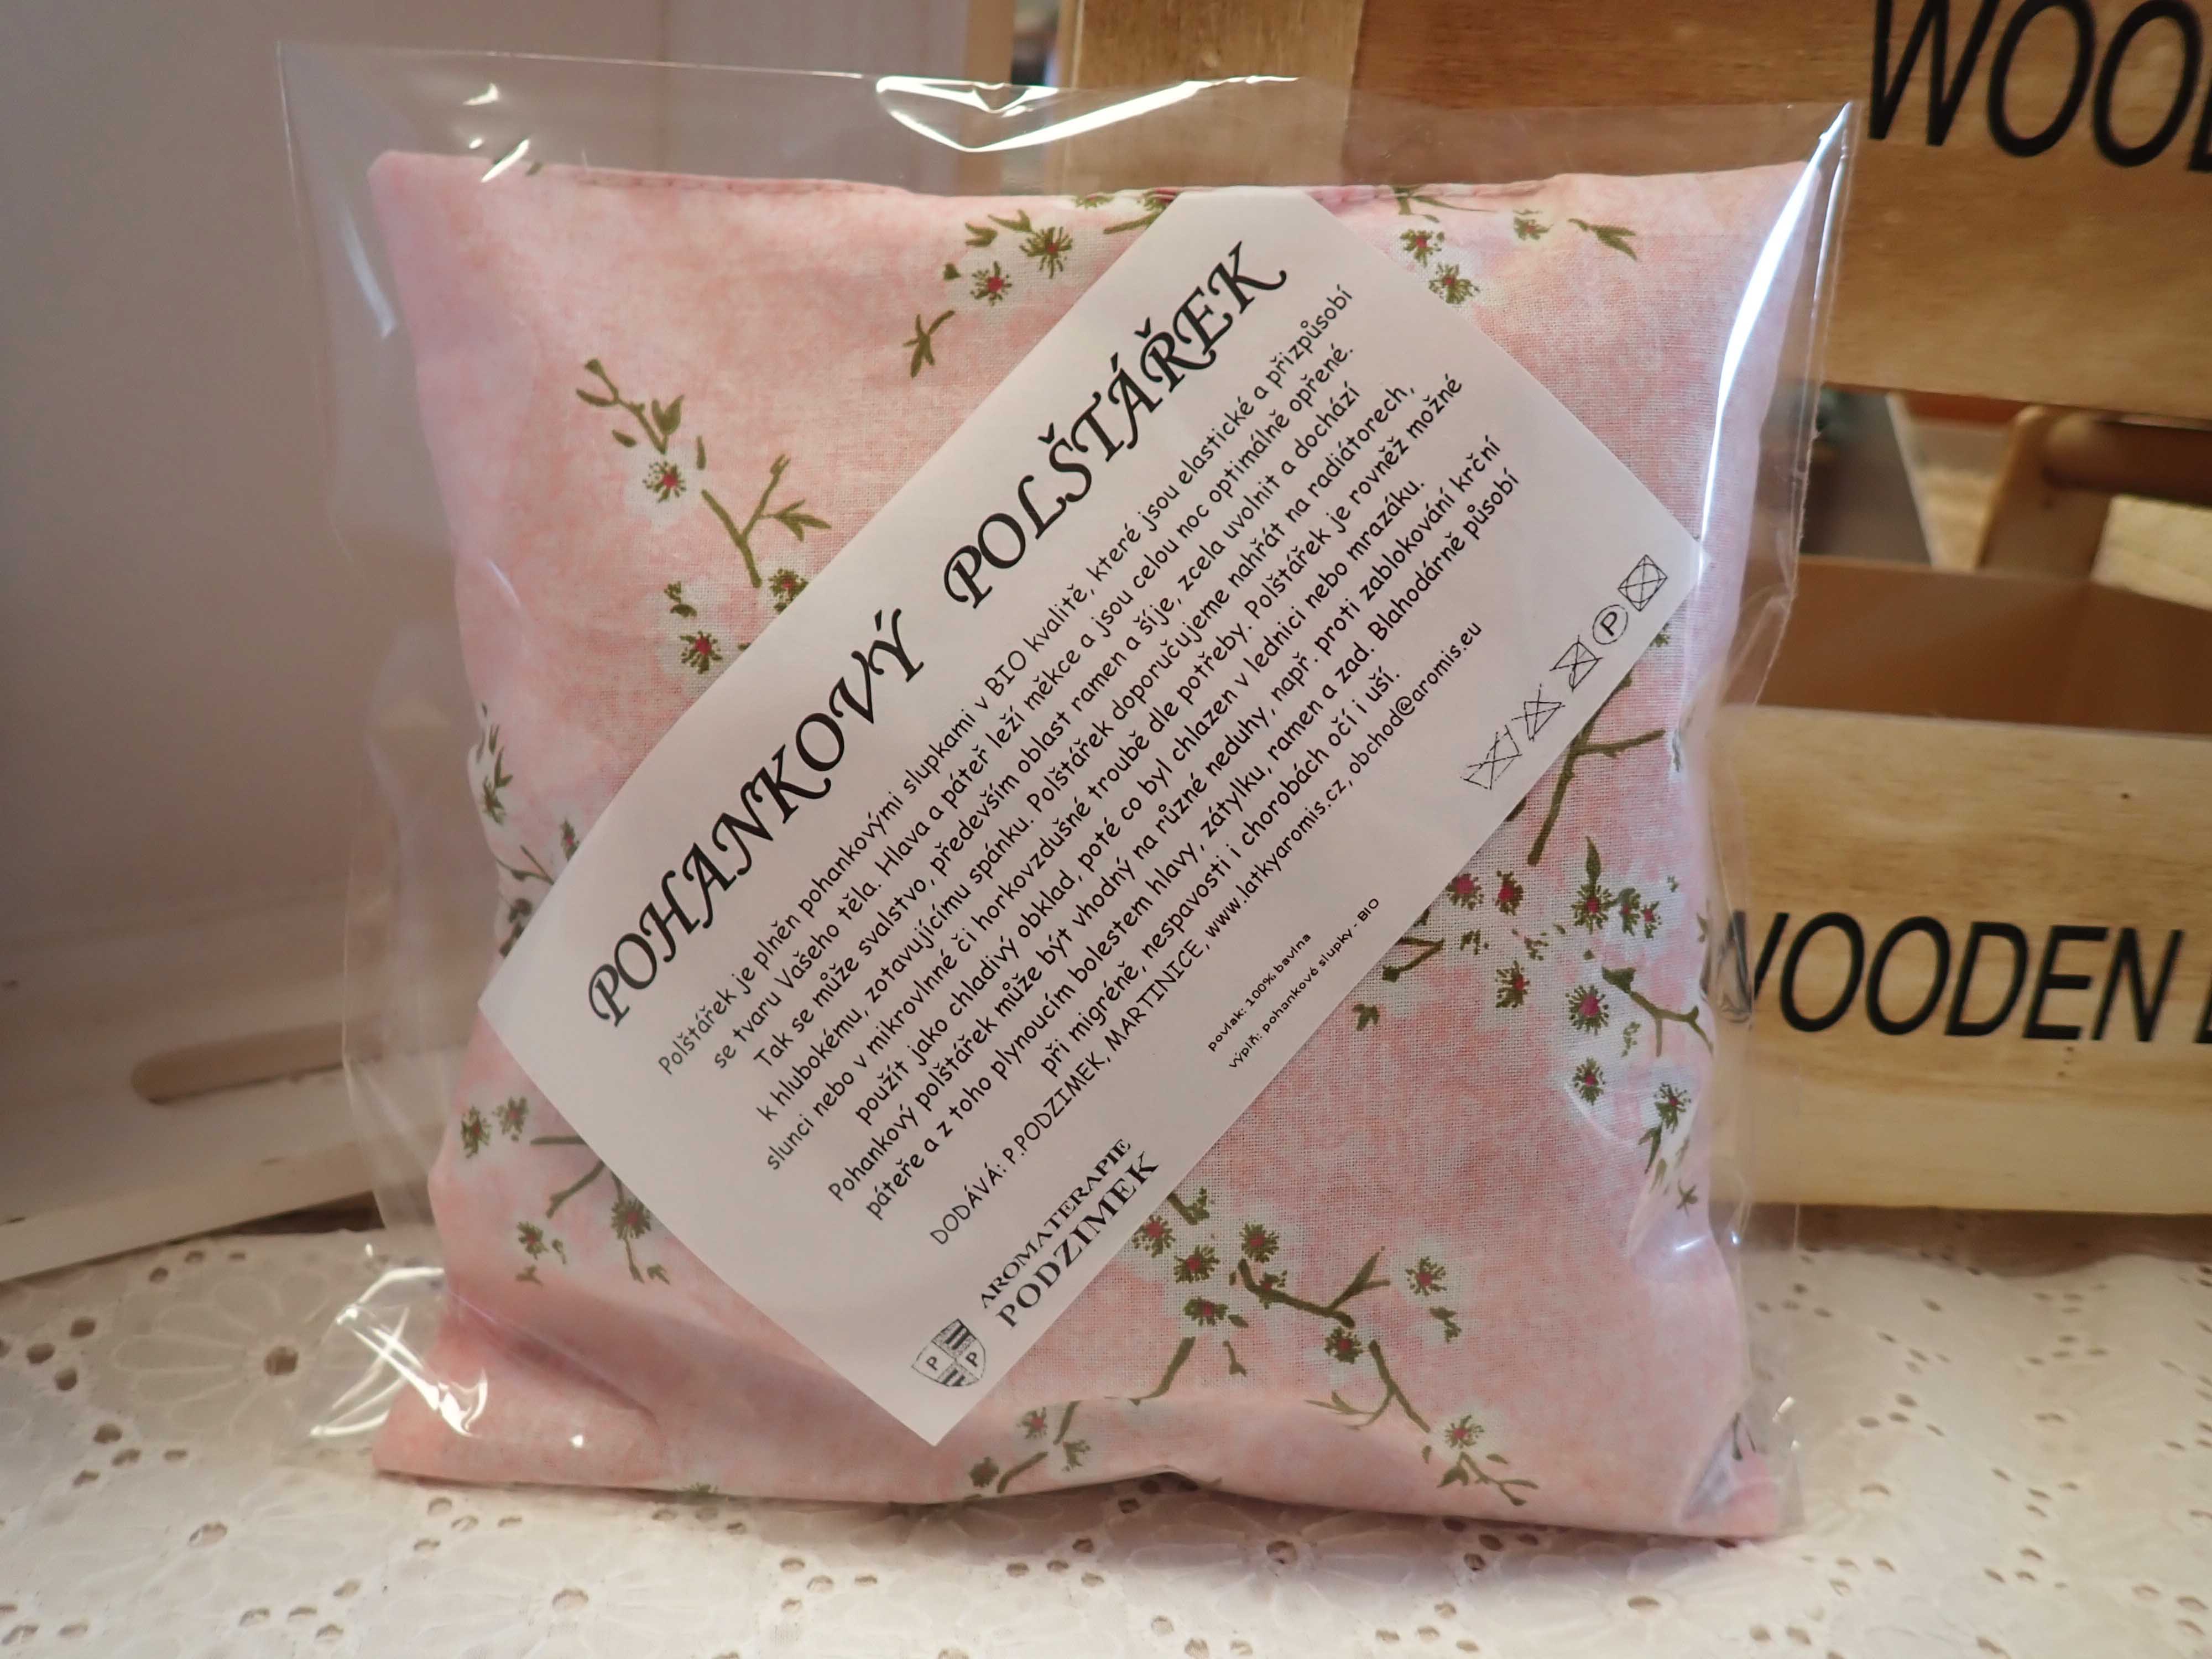 POHANKOVÝ POLŠTÁŘEK
Polštářek je plněn pohankovými slupkami v BIO kvalitě, které jsou elastické a přizpůsobí
se tvaru Vašeho těla. Hlava a páteř leží měkce a jsou celou noc optimálně opřené.
Tak se může svalstvo, především oblast ramen a šíje, zcela uvolnit a dochází
k hlubokému, zotavujícímu spánku. Polštářek doporučujeme nahřát na radiátorech,
slunci nebo v mikrovlnné či horkovzdušné troubě dle potřeby. Polštářek je rovněž možné
použít jako chladivý obklad, poté co byl chlazen v lednici nebo mrazáku.
Pohankový polštářek může být vhodný na různé neduhy, např. proti zablokování krční
páteře a z toho plynoucím bolestem hlavy, zátylku, ramen a zad. Blahodárně působí
při migréně, nespavosti i chorobách očí i uší.
DODÁVÁ: P.PODZIMEK, MARTINICE, www.latkyaromis.cz, obchod@aromis.eu
P
povlak: 100% bavlna
výplň: pohankové slupky - BIO
AROMATERAPIE
PODZIMEK
P
P
WOO
WOODEN